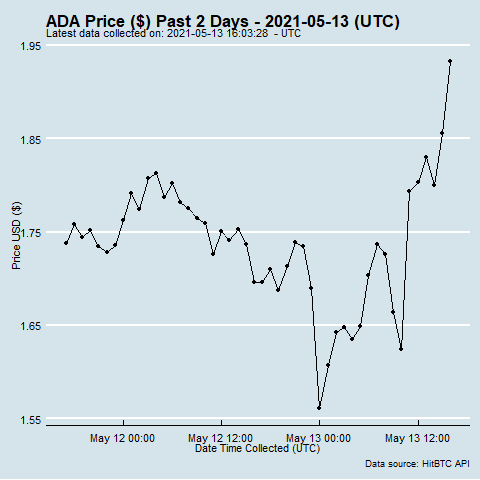 ADA Price ($) Past 2 Days - 2021-05-13 (UTC)
Latest data collected on: 2021-05-13 16:03:28 - UTC
1.95
1.85
1.75
1.65
1.55
Price USD ($)
May 12 00:00 May 12 12:00 May 13 00:00 May 13 12:00
Date Time Collected (UTC)
Data source: HitBTC API